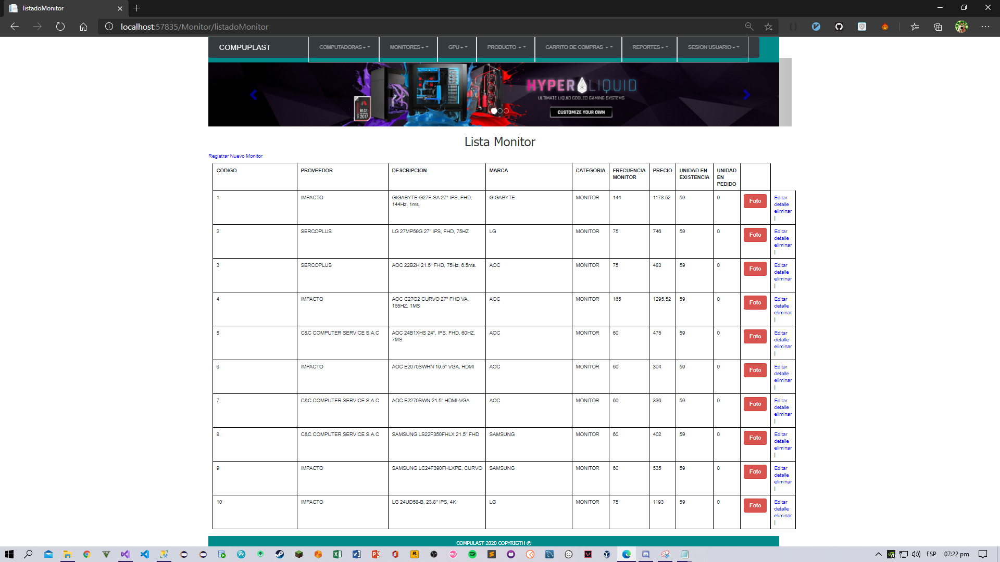 listadoMonitor
localhost:57835/Monitor/listadoMonitor
COMPUPLAST COMPUTADORAS MONITORES GPU PRODUCTO CARRITO DE COMPRAS REPORTES SESION USUARIO
BEST
2017
HYPER LIQUID
ULTIMATE LIQUID COOLED GAMING SYSTEMS
CUSTOMIZE YOUR OWN
Lista Monitor
Registrar Nuevo Monitor
CODIGO PROVEEDOR DESCRIPCION MARCA CATEGORIA FRECUENCIA MONITOR PRECIO UNIDAD EN EXISTENCIA UNIDAD EN PEDIDO
1 IMPACTO GIGABYTE G27F-SA 27" IPS, FHD, 144Hz, 1ms. GIGABYTE MONITOR 144 1178.52 59 0 Foto Editar detalle eliminar |
2 SERCOPLUS LG 27MP59G 27" IPS, FHD, 75HZ LG MONITOR 75 746 59 0 Foto Editar detalle eliminar |
3 SERCOPLUS AOC 22B2H 21.5" FHD, 75Hz, 6.5ms. AOC MONITOR 75 483 59 0 Foto Editar detalle eliminar |
4 IMPACTO AOC C27G2 CURVO 27" FHD VA, 165HZ, 1MS AOC MONITOR 165 1295.52 59 0 Foto Editar detalle eliminar |
5 C&C COMPUTER SERVICE S.A.C AOC 24B1XHS 24", IPS, FHD, 60HZ, 7MS. AOC MONITOR 60 475 59 0 Foto Editar detalle eliminar |
6 IMPACTO AOC E2070SWHN 19.5" VGA, HDMI AOC MONITOR 60 304 59 0 Foto Editar detalle eliminar |
7 C&C COMPUTER SERVICE S.A.C AOC E2270SWN 21.5" HDMI-VGA AOC MONITOR 60 336 59 0 Foto Editar detalle eliminar |
8 C&C COMPUTER SERVICE S.A.C SAMSUNG LS22F350FHLX 21.5" FHD SAMSUNG MONITOR 60 402 59 0 Foto Editar detalle eliminar |
9 IMPACTO SAMSUNG LC24F390FHLXPE, CURVO SAMSUNG MONITOR 60 535 59 0 Foto Editar detalle eliminar |
10 IMPACTO LG 24UD58-B, 23.8" IPS, 4K LG MONITOR 75 1193 59 0 Foto Editar detalle eliminar |
COMPULAST 2020 COPYRIGTH ©
ESP 07:22 pm